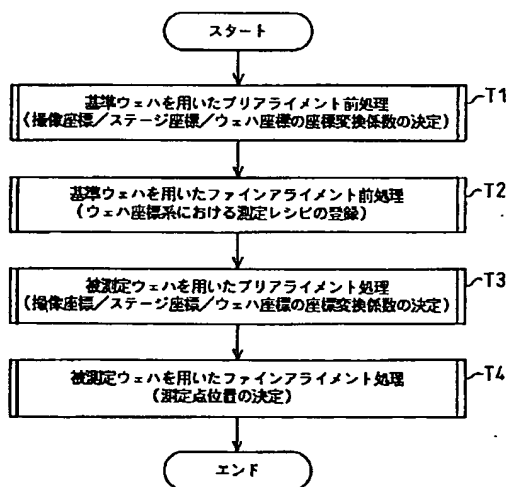 スタート
基準ウェハを用いたプリアライメント前処理
(撮像座標/ステージ座標/ウェハ座標の座標変換係数の決定)
T1
基準ウェハを用いたファインアライメント前処理
(ウェハ座標系における測定レシピの登録)
T2
被測定ウェハを用いたプリアライメント処理
(撮像座標/ステージ座標/ウェハ座標の座標変換係数の決定)
T3
被測定ウェハを用いたファインアライメント処理
(測定点位置の決定)
T4
エンド